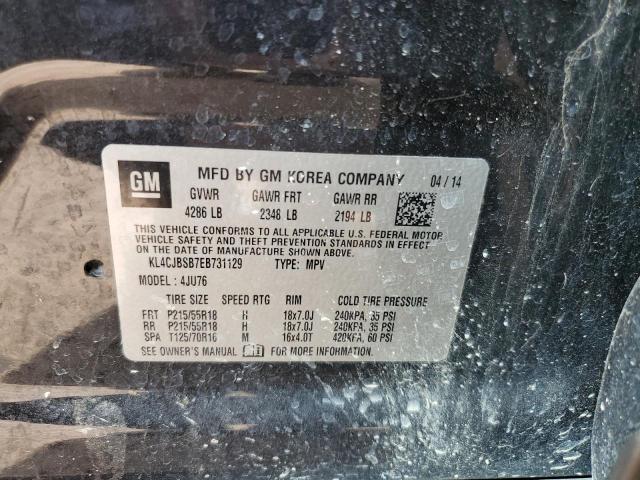 GM MFD BY GM KOREA COMPANY 04 / 14
GVWR GAWR FRT GAWR RR
4286 LB 2348 LB 2194 LB
THIS VEHICLE CONFORMS TO ALL APPLICABLE U.S. FEDERAL MOTOR
VEHICLE SAFETY, BUMPER, AND THEFT PREVENTION STANDARDS
IN EFFECT ON THE DATE OF MANUFACTURE SHOWN ABOVE.
KL4CJBSB7EB731129 TYPE: MPV
MODEL : 4JU76
TIRE SIZE SPEED RTG RIM COLD TIRE PRESSURE
FRT P215/55R18 H 18x7.0J 240KPA, 35 PSI
RR P215/55R18 H 18x7.0J 240KPA, 35 PSI
SPA T125/70R16 M 16x4.0T 420KPA, 60 PSI
SEE OWNER'S MANUAL FOR ADDITIONAL INFORMATION.